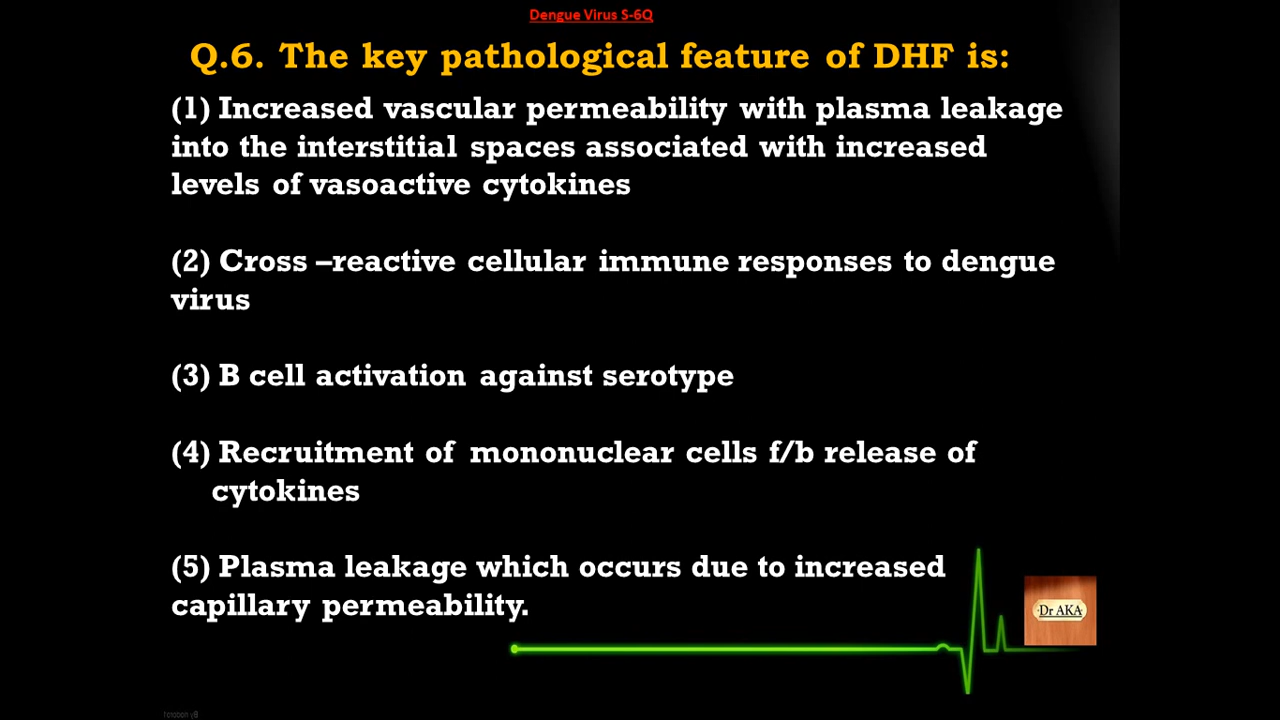 Dengue Virus S-6Q
Q.6. The key pathological feature of DHF is:
(1) Increased vascular permeability with plasma leakage
into the interstitial spaces associated with increased
levels of vasoactive cytokines
(2) Cross –reactive cellular immune responses to dengue
virus
(3) B cell activation against serotype
(4) Recruitment of mononuclear cells f/b release of
cytokines
(5) Plasma leakage which occurs due to increased
capillary permeability.
Dr AKA